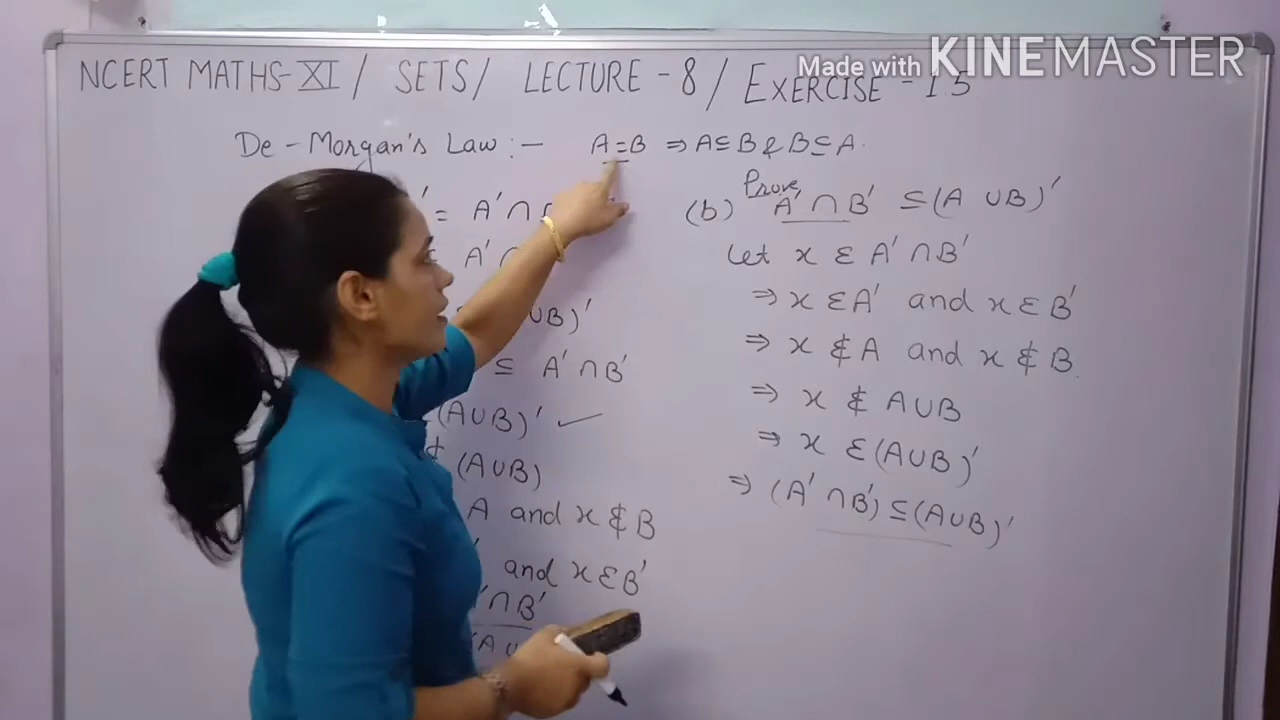 Made with KINEMASTER
NCERT MATHS-XI / SETS / LECTURE - 8 / EXERCISE - 1.5
De-Morgan's Law :- A = B ⇒ A ⊆ B & B ⊆ A.
' = A' ∩
A' ∩
∪B)'
⊆ A' ∩ B'
(A∪B)' ✓
∉ (A∪B)
A and x ∉ B
and x ∈ B'
' ∩ B'
(A ∪
Prove
(b) A' ∩ B' ⊆ (A ∪ B)'
Let x ∈ A' ∩ B'
⇒ x ∈ A' and x ∈ B'
⇒ x ∉ A and x ∉ B.
⇒ x ∉ A∪B
⇒ x ∈ (A∪B)'
⇒ (A' ∩ B') ⊆ (A∪B)'